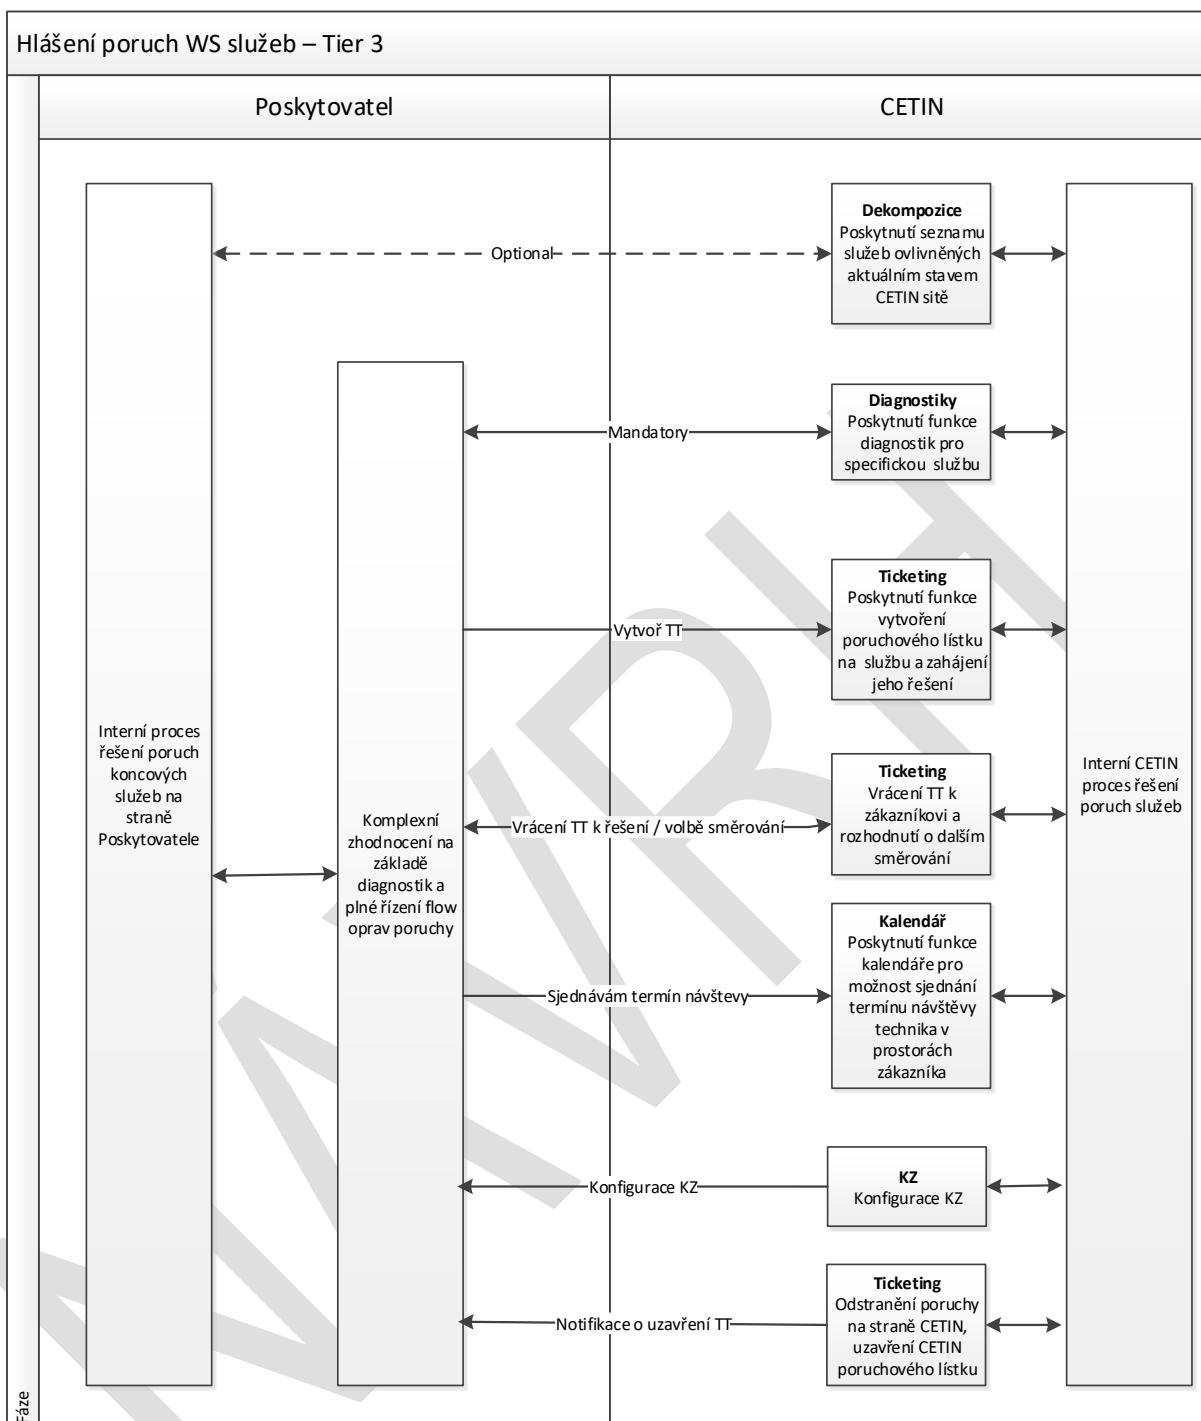 Hlášení poruch WS služeb – Tier 3
Poskytovatel
CETIN
Fáze
Dekompozice
Poskytnutí seznamu
služeb ovlivněných
aktuálním stavem
CETIN sítě
Optional
Diagnostiky
Poskytnutí funkce
diagnostik pro
specifickou službu
Mandatory
Ticketing
Poskytnutí funkce
vytvoření
poruchového lístku
na službu a zahájení
jeho řešení
Vytvoř TT
Interní proces
řešení poruch
koncových
služeb na
straně
Poskytovatele
Komplexní
zhodnocení na
základě
diagnostik a
plné řízení flow
oprav poruchy
Vrácení TT k řešení / volbě směrování
Ticketing
Vrácení TT k
zákazníkovi a
rozhodnutí o dalším
směrování
Interní CETIN
proces řešení
poruch služeb
Sjednávám termín návštevy
Kalendář
Poskytnutí funkce
kalendáře pro
možnost sjednání
termínu návštěvy
technika v
prostorách
zákazníka
Konfigurace KZ
KZ
Konfigurace KZ
Notifikace o uzavření TT
Ticketing
Odstranění poruchy
na straně CETIN,
uzavření CETIN
poruchového lístku
NÁVRH